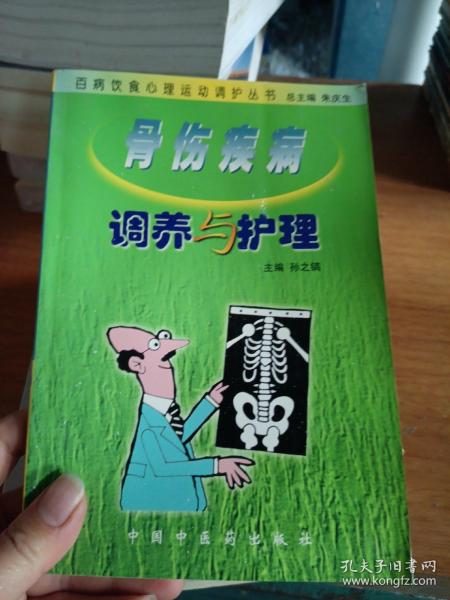 百病饮食心理运动调护丛书 总主编 朱庆生
骨伤疾病
调养与护理
主编 孙之镐
中国中医药出版社
孔夫子旧书网
www.kongfz.com